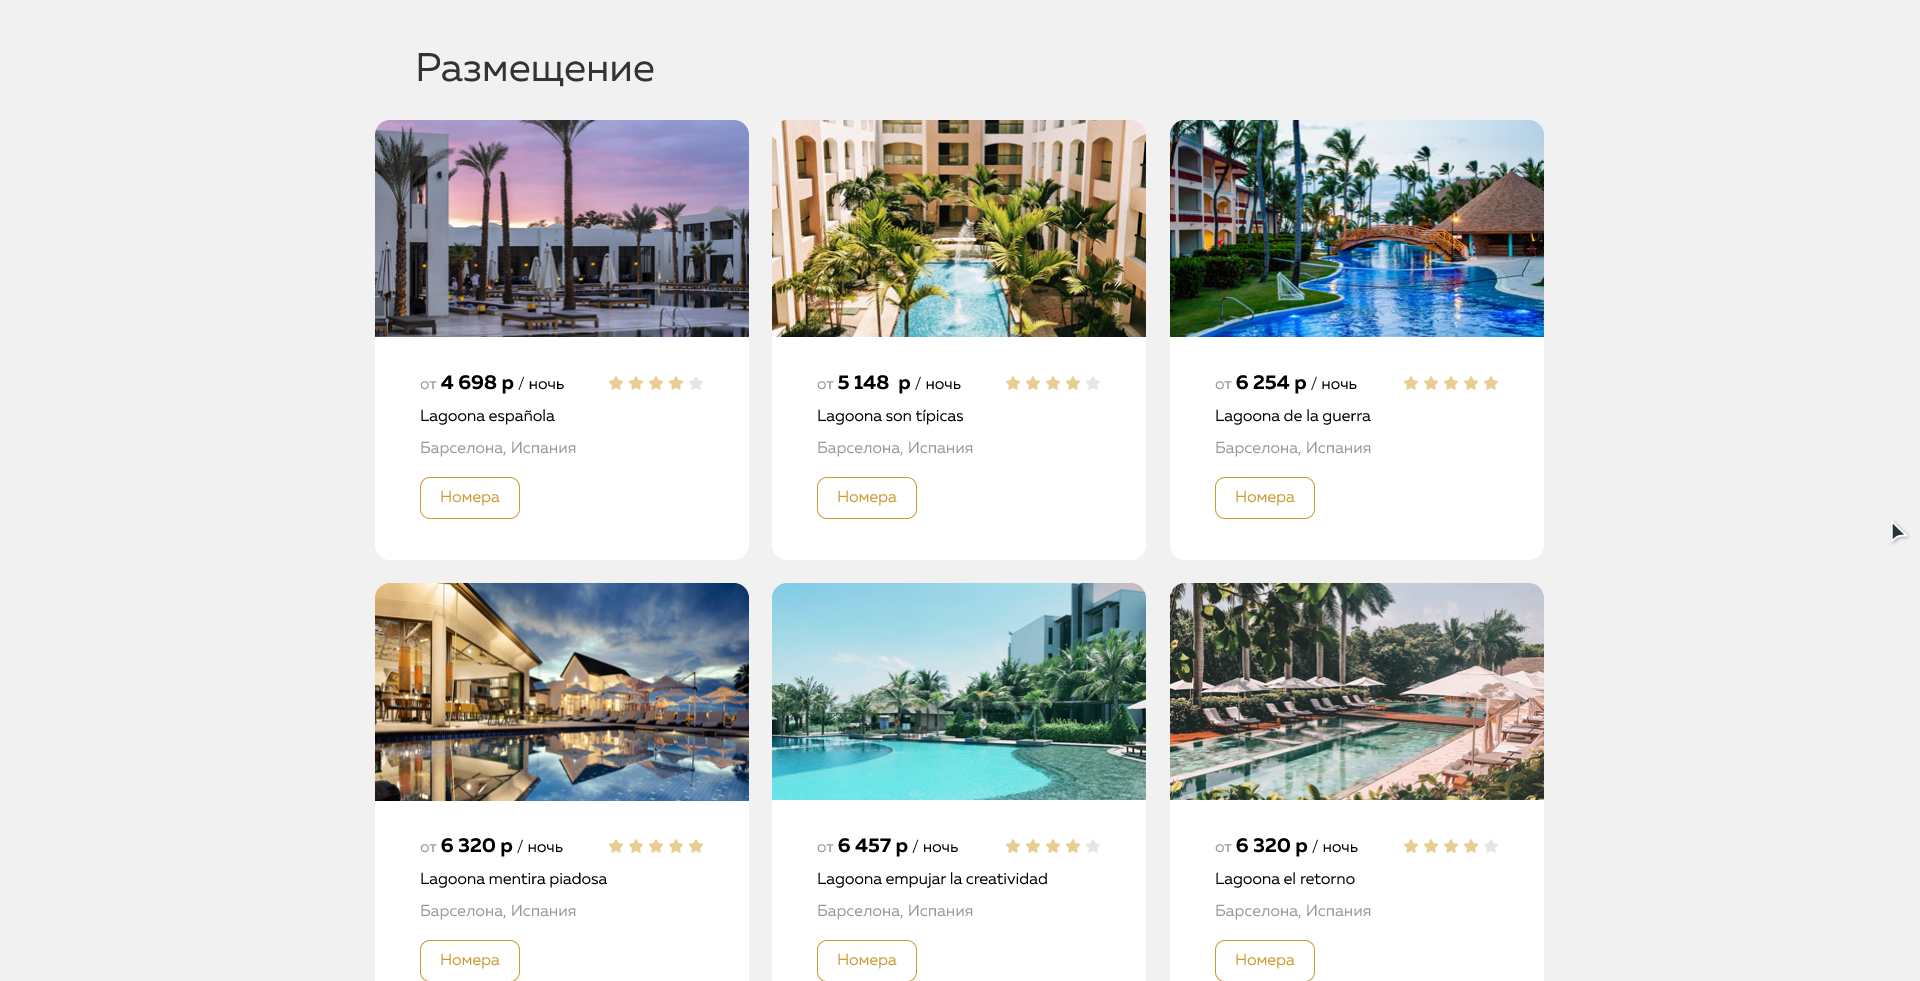 Размещение
от 4 698 р / ночь
Lagoona española
Барселона, Испания
Номера
от 5 148 р / ночь
Lagoona son típicas
Барселона, Испания
Номера
от 6 254 р / ночь
Lagoona de la guerra
Барселона, Испания
Номера
от 6 320 р / ночь
Lagoona mentira piadosa
Барселона, Испания
Номера
от 6 457 р / ночь
Lagoona empujar la creatividad
Барселона, Испания
Номера
от 6 320 р / ночь
Lagoona el retorno
Барселона, Испания
Номера